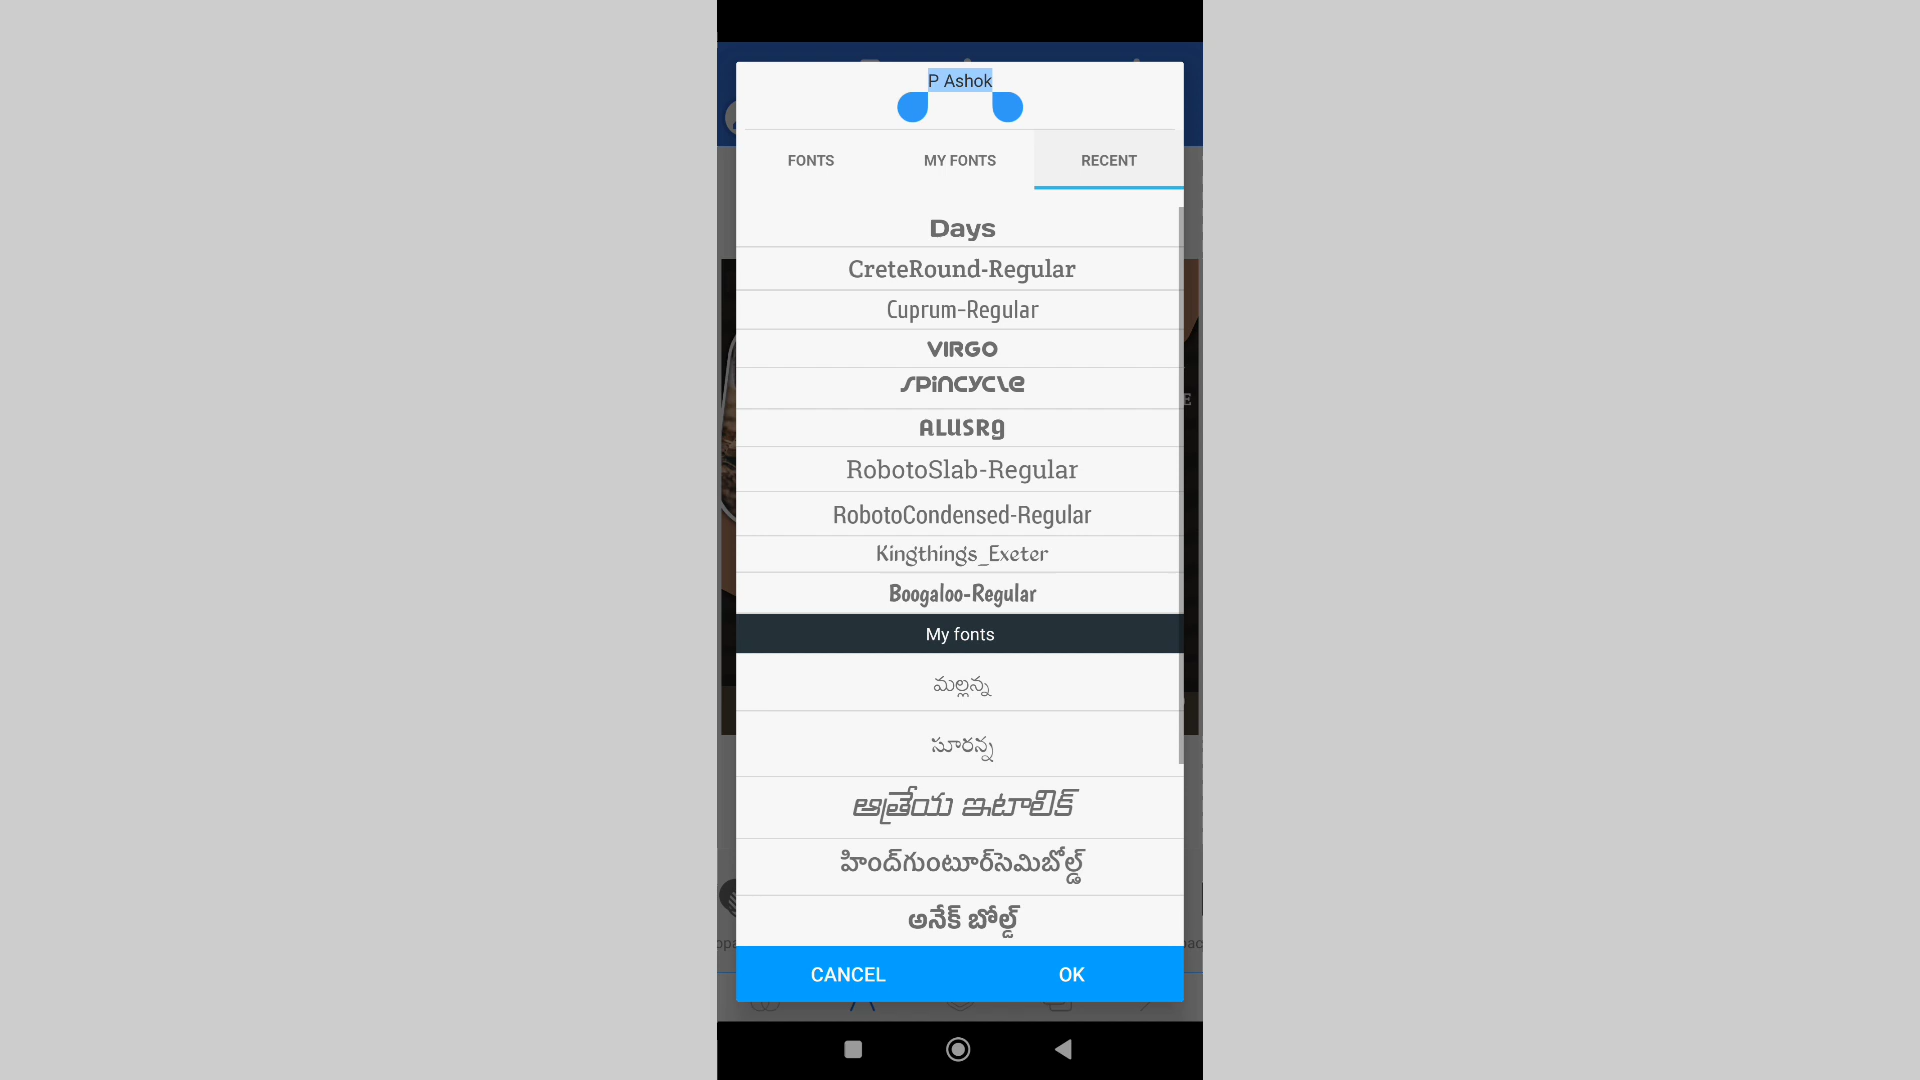 P Ashok
FONTS MY FONTS RECENT
Days
CreteRound-Regular
Cuprum-Regular
VIRGO
SPINCYCLE
ALUSRG
RobotoSlab-Regular
RobotoCondensed-Regular
Kingthings_Exeter
Boogaloo-Regular
My fonts
మల్లన్న
సూరన్న
ఆత్రేయ ఇటాలిక్
హింద్‌గుంటూర్‌సెమిబోల్డ్
అనేక్ బోల్డ్
CANCEL OK